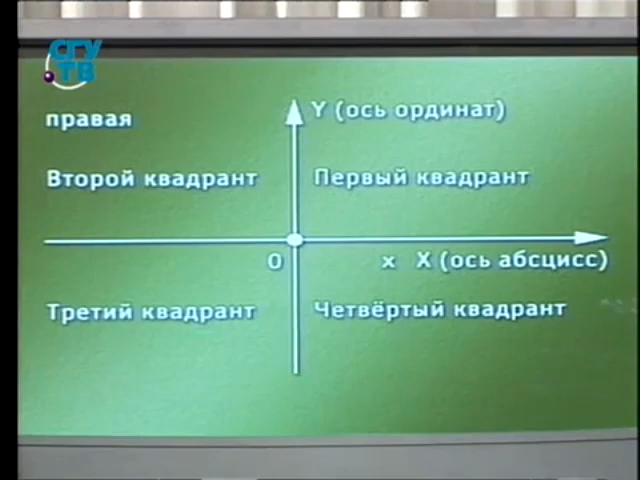 СГУ
ТВ
правая
Y (ось ординат)
Второй квадрант
Первый квадрант
0
x
X (ось абсцисс)
Третий квадрант
Четвёртый квадрант